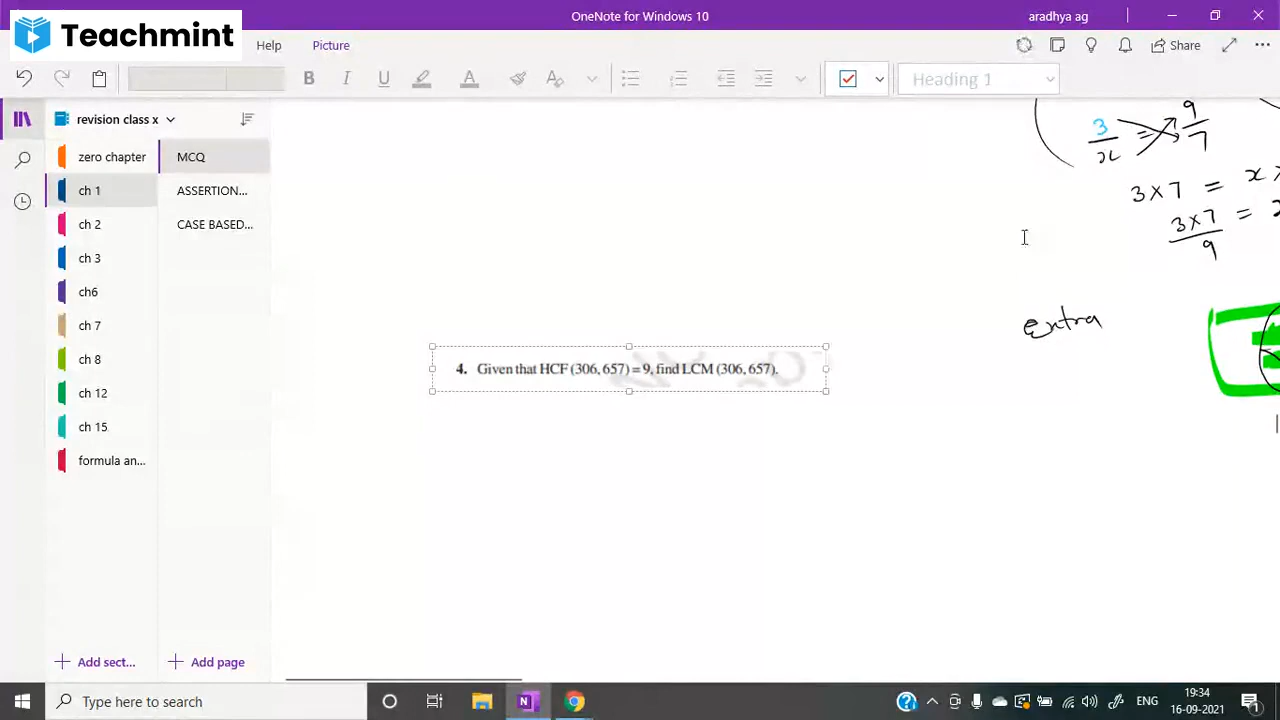 OneNote for Windows 10
aradhya ag
Teachmint
Help
Picture
Share
B
I
U
A
Heading 1
revision class x
zero chapter
MCQ
ch 1
ASSERTION...
ch 2
CASE BASED...
ch 3
ch6
ch 7
ch 8
ch 12
ch 15
formula an...
3/x = 9/7
3 × 7 = x
3 × 7 / 9 =
extra
4. Given that HCF (306, 657) = 9, find LCM (306, 657).
Add sect...
Add page
Type here to search
ENG
19:34
16-09-2021